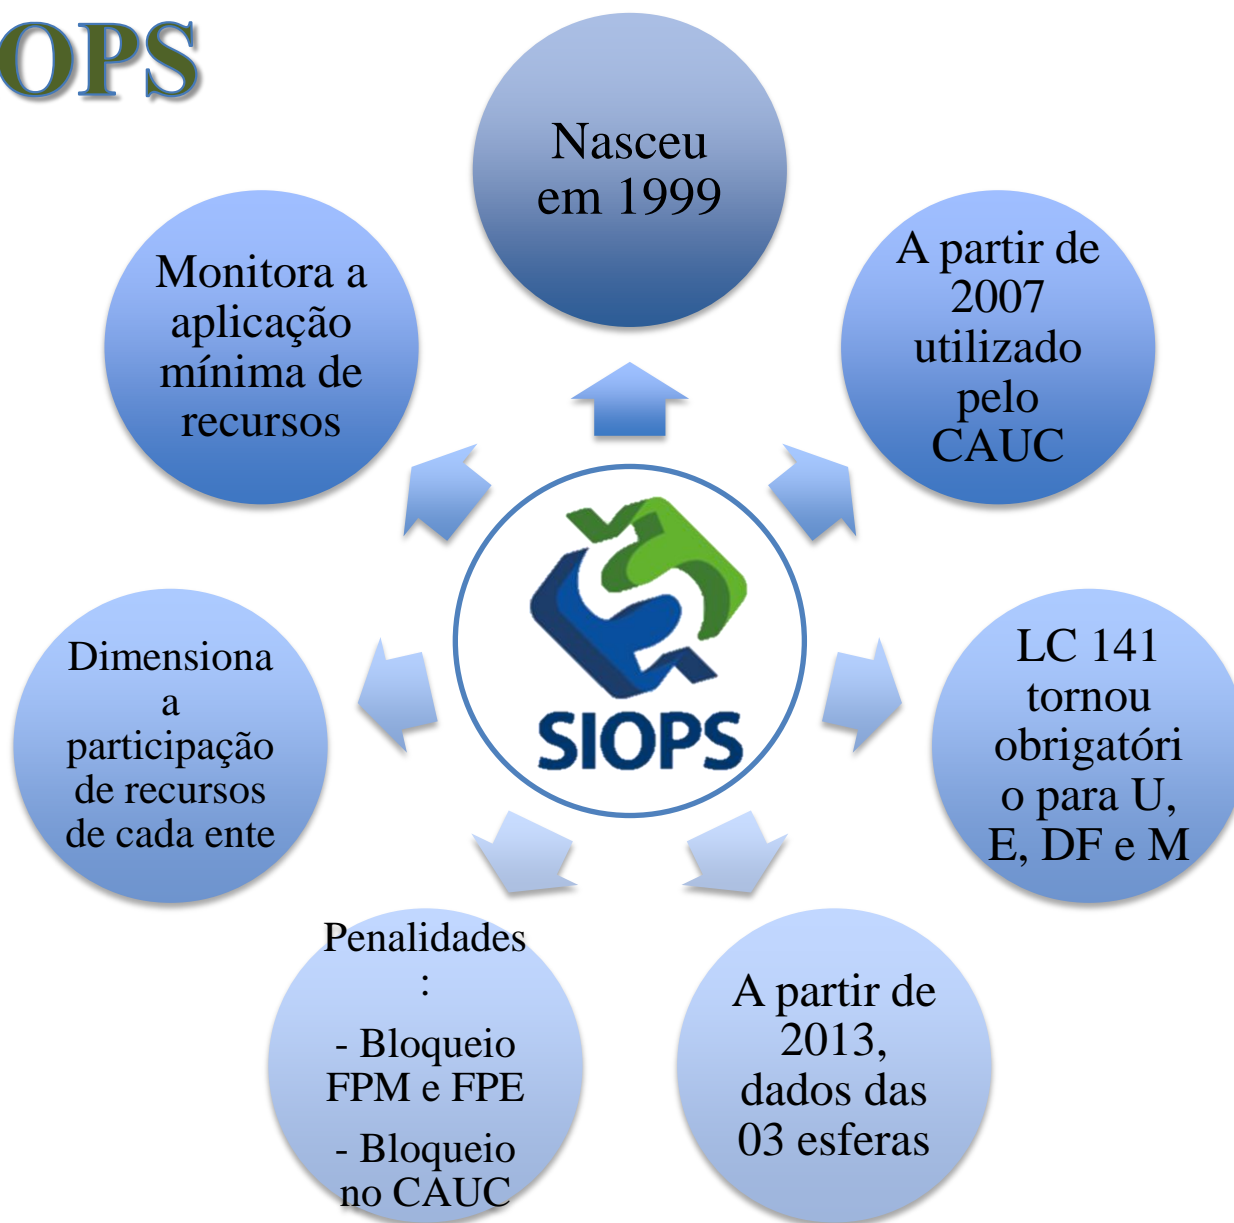 OPS
Nasceu
em 1999
A partir de
2007
utilizado
pelo
CAUC
LC 141
tornou
obrigatóri
o para U,
E, DF e M
A partir de
2013,
dados das
03 esferas
Penalidades
:
- Bloqueio
FPM e FPE
- Bloqueio
no CAUC
Dimensiona
a
participação
de recursos
de cada ente
Monitora a
aplicação
mínima de
recursos
SIOPS